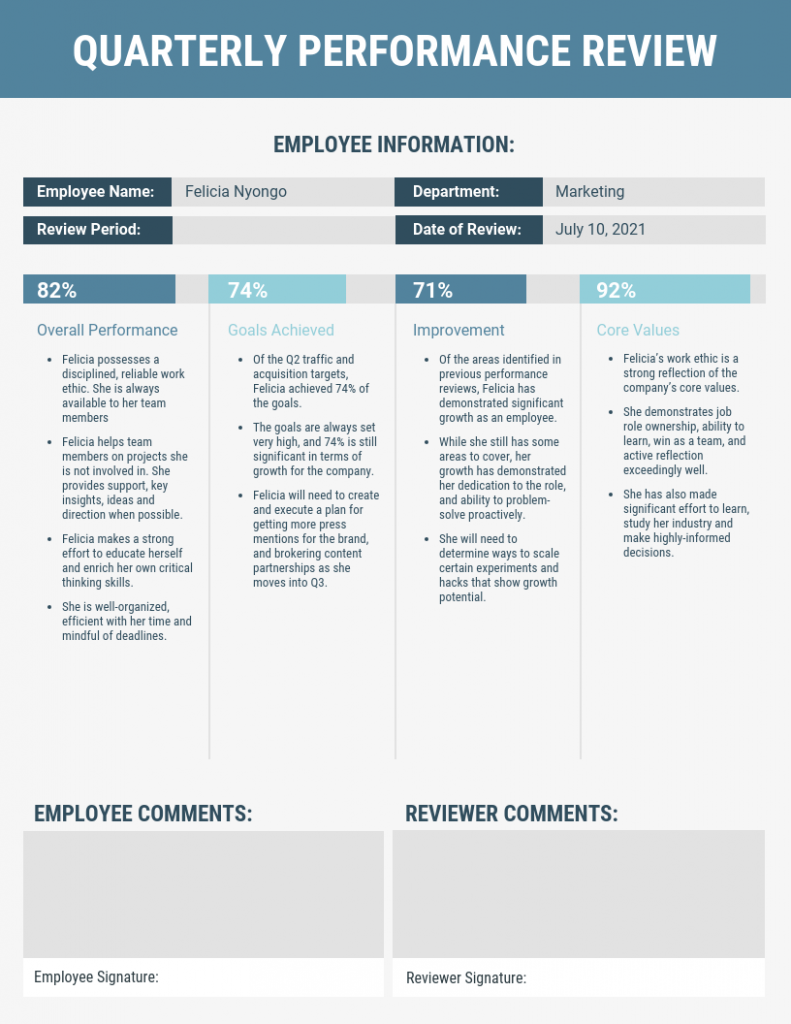 QUARTERLY PERFORMANCE REVIEW
EMPLOYEE INFORMATION:
Employee Name: Felicia Nyongo
Department: Marketing
Review Period:
Date of Review: July 10, 2021
82%
Overall Performance
• Felicia possesses a
disciplined, reliable work
ethic. She is always
available to her team
members
• Felicia helps team
members on projects she
is not involved in. She
provides support, key
insights, ideas and
direction when possible.
• Felicia makes a strong
effort to educate herself
and enrich her own critical
thinking skills.
• She is well-organized,
efficient with her time and
mindful of deadlines.
74%
Goals Achieved
• Of the Q2 traffic and
acquisition targets,
Felicia achieved 74% of
the goals.
• The goals are always set
very high, and 74% is still
significant in terms of
growth for the company.
• Felicia will need to create
and execute a plan for
getting more press
mentions for the brand,
and brokering content
partnerships as she
moves into Q3.
71%
Improvement
• Of the areas identified in
previous performance
reviews, Felicia has
demonstrated significant
growth as an employee.
• While she still has some
areas to cover, her
growth has demonstrated
her dedication to the role,
and ability to problem-
solve proactively.
• She will need to
determine ways to scale
certain experiments and
hacks that show growth
potential.
92%
Core Values
• Felicia's work ethic is a
strong reflection of the
company's core values.
• She demonstrates job
role ownership, ability to
learn, win as a team, and
active reflection
exceedingly well.
• She has also made
significant effort to learn,
study her industry and
make highly-informed
decisions.
EMPLOYEE COMMENTS:
Employee Signature:
REVIEWER COMMENTS:
Reviewer Signature: